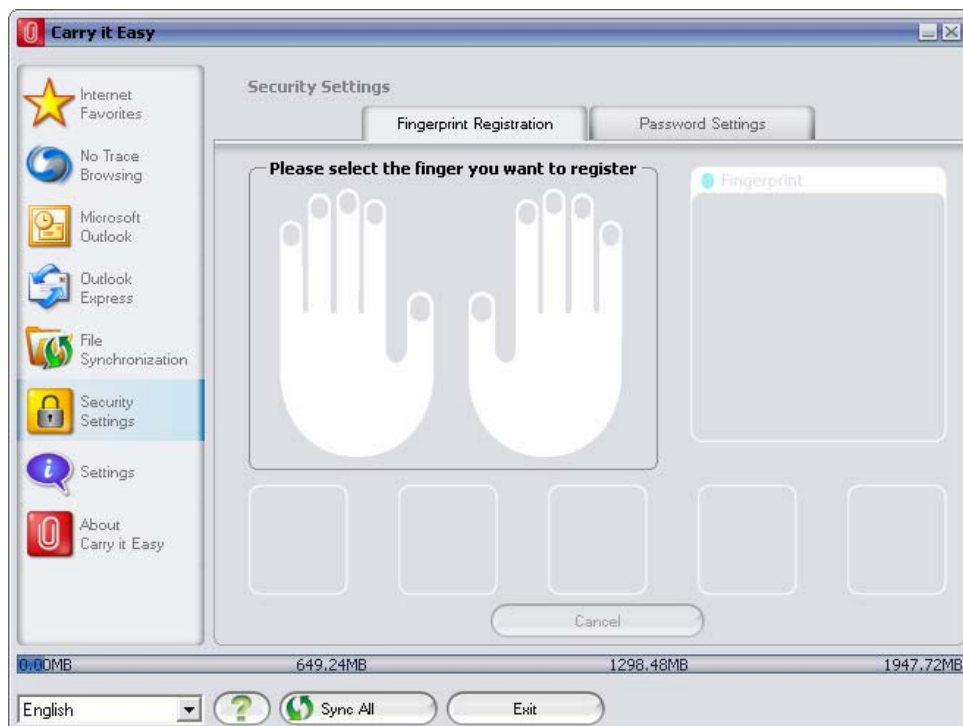 Carry it Easy
Internet
Favorites
No Trace
Browsing
Microsoft
Outlook
Outlook
Express
File
Synchronization
Security
Settings
Settings
About
Carry it Easy
Security Settings
Fingerprint Registration
Password Settings
Please select the finger you want to register
Fingerprint
Cancel
0.00MB
649.24MB
1298.48MB
1947.72MB
English
?
Sync All
Exit